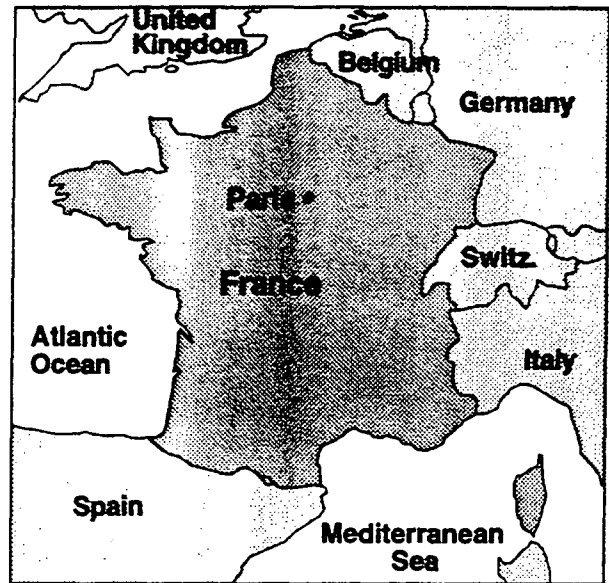 United
Kingdom
Belgium
Germany
Paris
Switz.
France
Atlantic
Ocean
Italy
Spain
Mediterranean
Sea